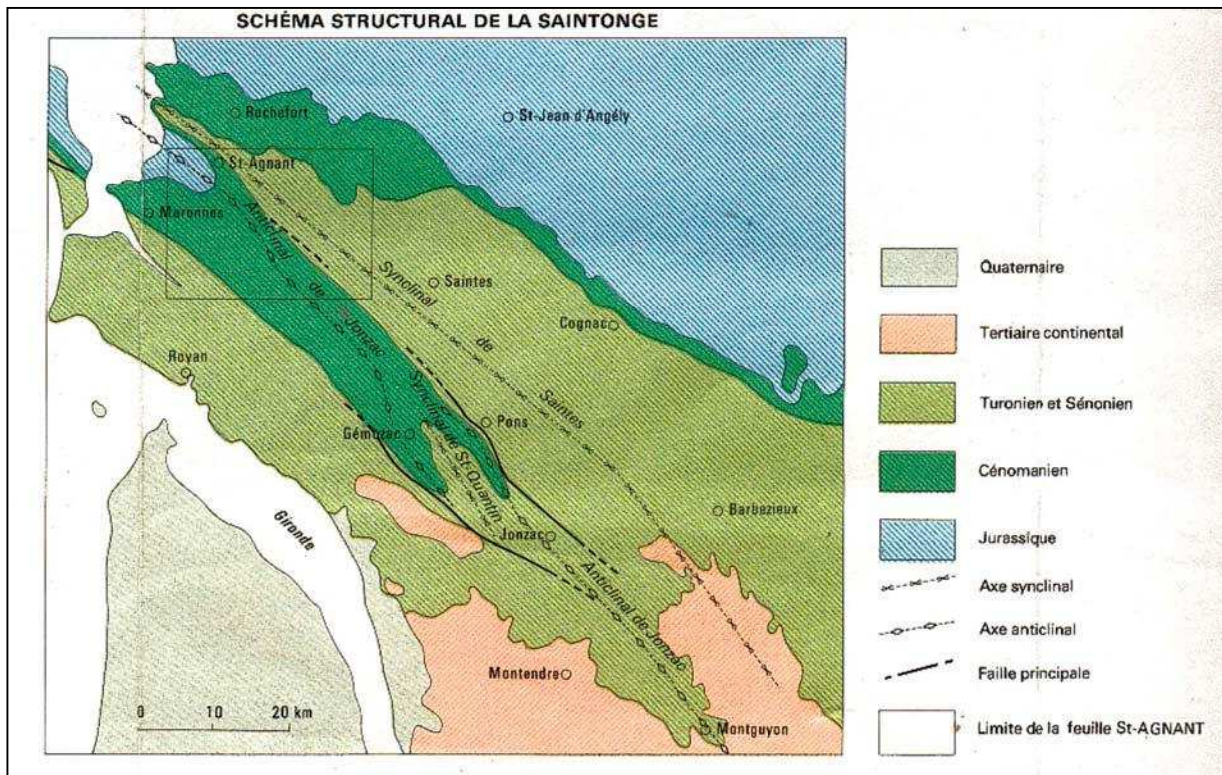 SCHÉMA STRUCTURAL DE LA SAINTONGE
Rochefort
St-Jean d'Angély
St-Agnant
Marennes
Anticlinal de Jonzac
Synclinal de Saintes
Saintes
Cognac
Royan
Pons
Gémozac
Synclinal de St-Quantin
Barbezieux
Jonzac
Gironde
Anticlinal de Jonzac
Montendre
Montguyon
0 10 20 km
Quaternaire
Tertiaire continental
Turonien et Sénonien
Cénomanien
Jurassique
Axe synclinal
Axe anticlinal
Faille principale
Limite de la feuille St-AGNANT